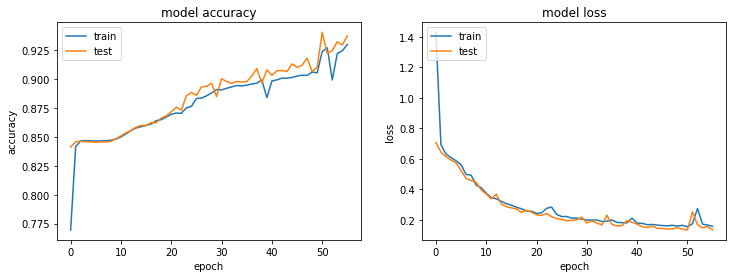 model accuracy
train
test
0.925
0.900
0.875
0.850
0.825
0.800
0.775
accuracy
0 10 20 30 40 50
epoch
model loss
train
test
1.4
1.2
1.0
0.8
0.6
0.4
0.2
loss
0 10 20 30 40 50
epoch